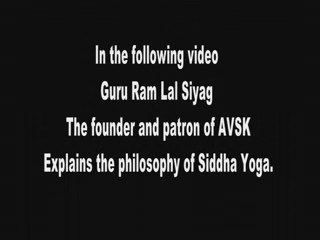 In the following video
Guru Ram Lal Siyag
The founder and patron of AVSK
Explains the philosophy of Siddha Yoga.